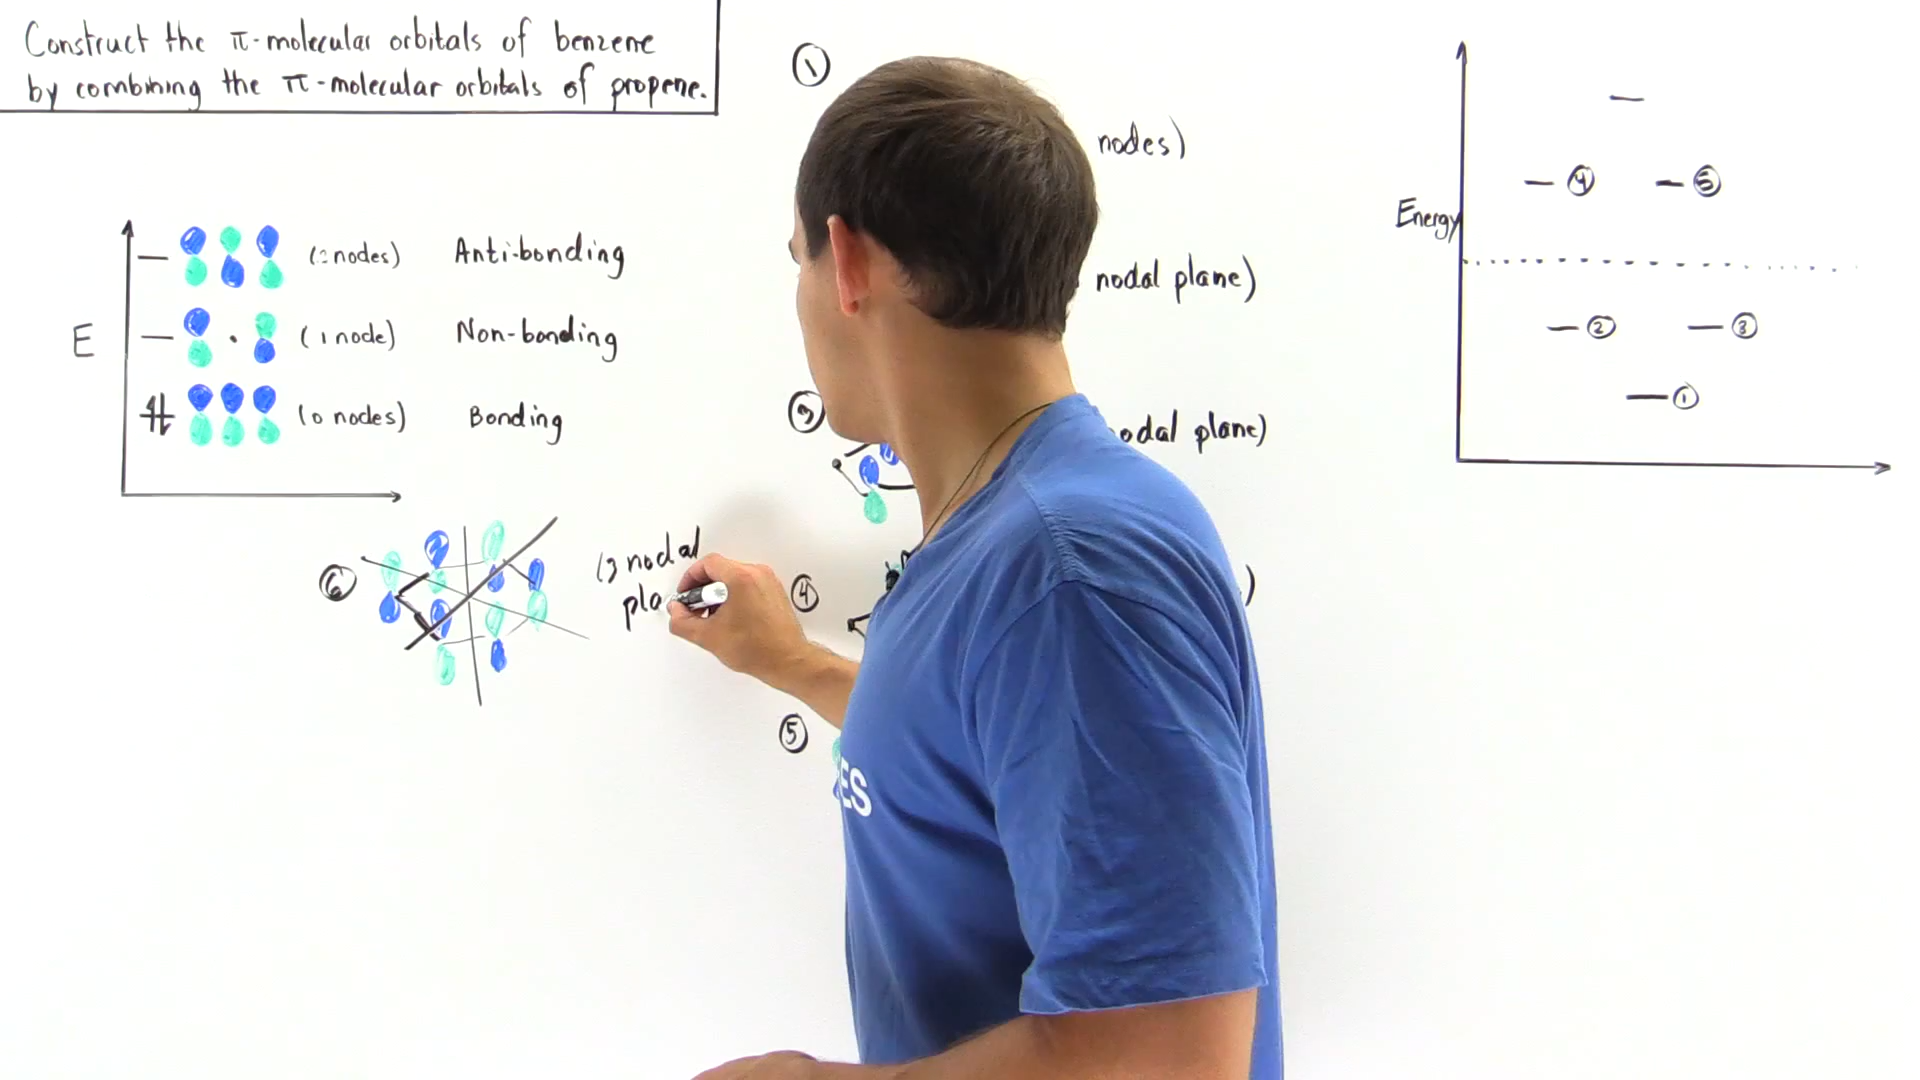 Construct the π-molecular orbitals of benzene
by combining the π-molecular orbitals of propene.
E
(2 nodes) Anti-bonding
(1 node) Non-bonding
(0 nodes) Bonding
6
(3 nodal
pla
1
nodes)
nodal plane)
3
odal plane)
4
)
5
ES
Energy
4 5
2 3
1